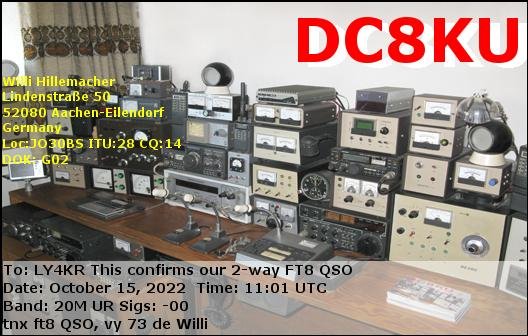 DC8KU
Willi Hillemacher
Lindenstraße 50
52080 Aachen-Eilendorf
Germany
Loc:JO30BS ITU:28 CQ:14
DOK: G02
To: LY4KR This confirms our 2-way FT8 QSO
Date: October 15, 2022 Time: 11:01 UTC
Band: 20M UR Sigs: -00
tnx ft8 QSO, vy 73 de Willi